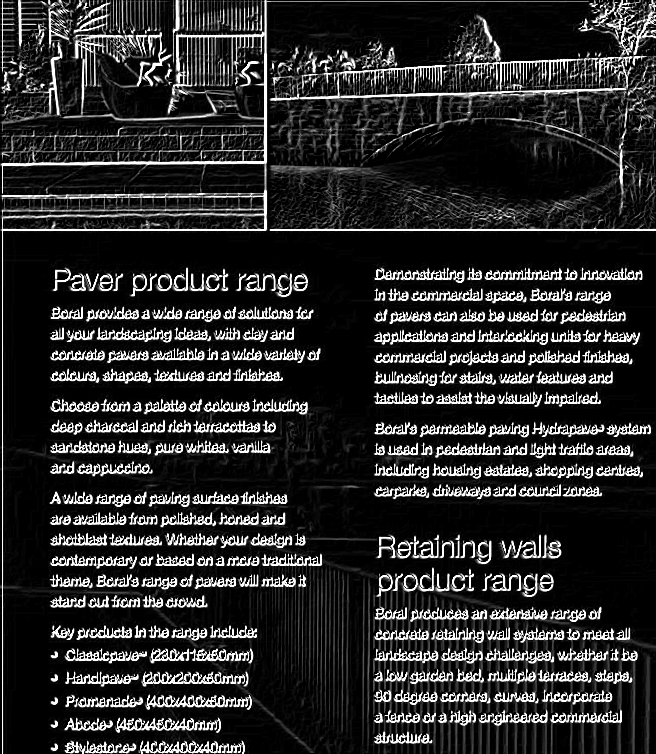 Paver product range
Boral provides a wide range of solutions for
all your landscaping ideas, with clay and
concrete pavers available in a wide variety of
colours, shapes, textures and finishes.
Choose from a palette of colours including
deep charcoal and rich terracottas to
sandstone hues, pure whites, vanilla
and cappuccino.
A wide range of paving surface finishes
are available from polished, honed and
shotblast textures. Whether your design is
contemporary or based on a more traditional
theme, Boral's range of pavers will make it
stand out from the crowd.
Key products in the range include:
Classicpave™ (230x115x50mm)
Handipave™ (200x200x50mm)
Promenade® (400x400x50mm)
Abode® (450x450x40mm)
Stylestone® (400x400x40mm)
Demonstrating its commitment to innovation
in the commercial space, Boral's range
of pavers can also be used for pedestrian
applications and interlocking units for heavy
commercial projects and polished finishes,
bullnosing for stairs, water features and
tactiles to assist the visually impaired.
Boral's permeable paving Hydrapave® system
is used in pedestrian and light traffic areas,
including housing estates, shopping centres,
carparks, driveways and council zones.
Retaining walls
product range
Boral produces an extensive range of
concrete retaining wall systems to meet all
landscape design challenges, whether it be
a low garden bed, multiple terraces, steps,
90 degree corners, curves, incorporate
a fence or a high engineered commercial
structure.